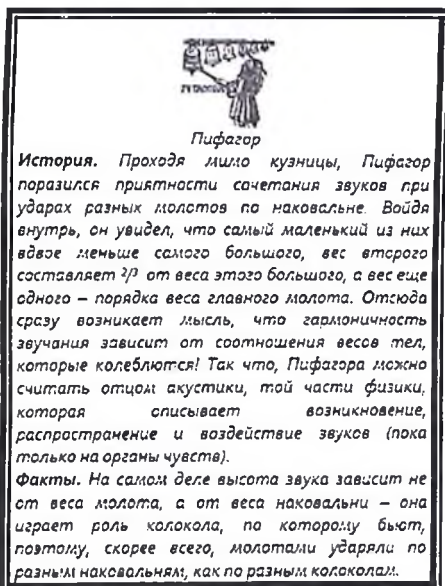 Пифагор
История. Проходя мимо кузницы, Пифагор
поразился приятности сочетания звуков при
ударах разных молотов по наковальне. Войдя
внутрь, он увидел, что самый маленький из них
вдвое меньше самого большого, вес второго
составляет 2/3 от веса этого большого, а вес еще
одного – порядка веса главного молота. Отсюда
сразу возникает мысль, что гармоничность
звучания зависит от соотношения весов тел,
которые колеблются! Так что, Пифагора можно
считать отцом акустики, той части физики,
которая описывает возникновение,
распространение и воздействие звуков (пока
только на органы чувств).
Факты. На самом деле высота звука зависит не
от веса молота, а от веса наковальни – она
играет роль колокола, по которому бьют,
поэтому, скорее всего, молотами ударяли по
разным наковальням, как по разным колоколам.